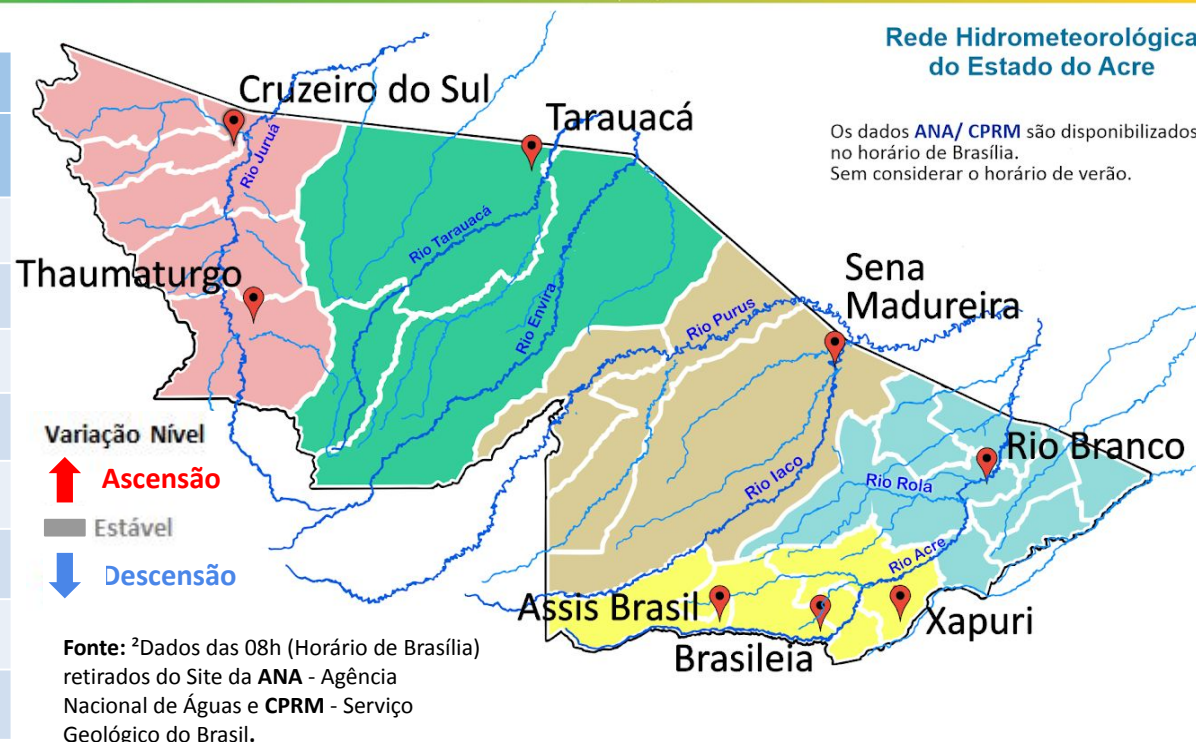 Rede Hidrometeorológica
do Estado do Acre
Os dados ANA/ CPRM são disponibilizados
no horário de Brasília.
Sem considerar o horário de verão.
Cruzeiro do Sul
Tarauacá
Rio Juruá
Rio Tarauacá
Thaumaturgo
Rio Envira
Sena
Madureira
Rio Purus
Variação Nível
Ascensão
Estável
Descensão
Rio Branco
Rio Iaco
Rio Rola
Rio Acre
Assis Brasil
Xapuri
Brasileia
Fonte: ²Dados das 08h (Horário de Brasília)
retirados do Site da ANA - Agência
Nacional de Águas e CPRM - Serviço
Geológico do Brasil.